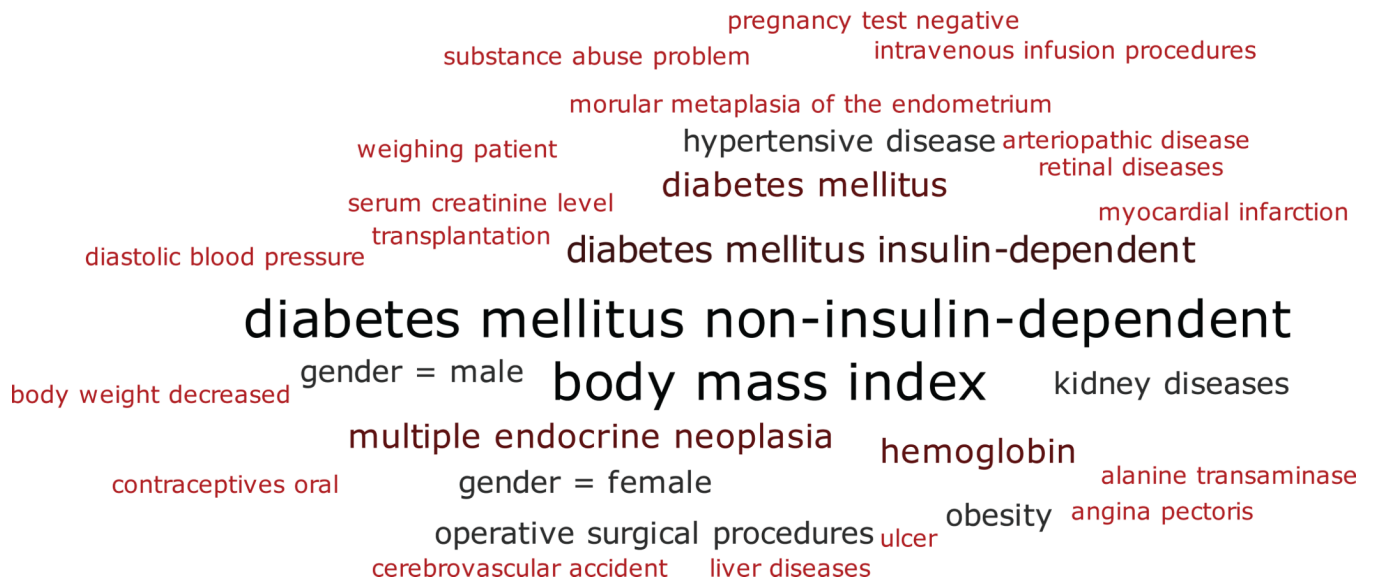 pregnancy test negative
substance abuse problem
intravenous infusion procedures
morular metaplasia of the endometrium
hypertensive disease
arteriopathic disease
weighing patient
retinal diseases
diabetes mellitus
serum creatinine level
myocardial infarction
transplantation
diabetes mellitus insulin-dependent
diastolic blood pressure
diabetes mellitus non-insulin-dependent
gender = male
body mass index
kidney diseases
body weight decreased
multiple endocrine neoplasia
hemoglobin
alanine transaminase
contraceptives oral
gender = female
obesity
angina pectoris
operative surgical procedures
ulcer
cerebrovascular accident
liver diseases